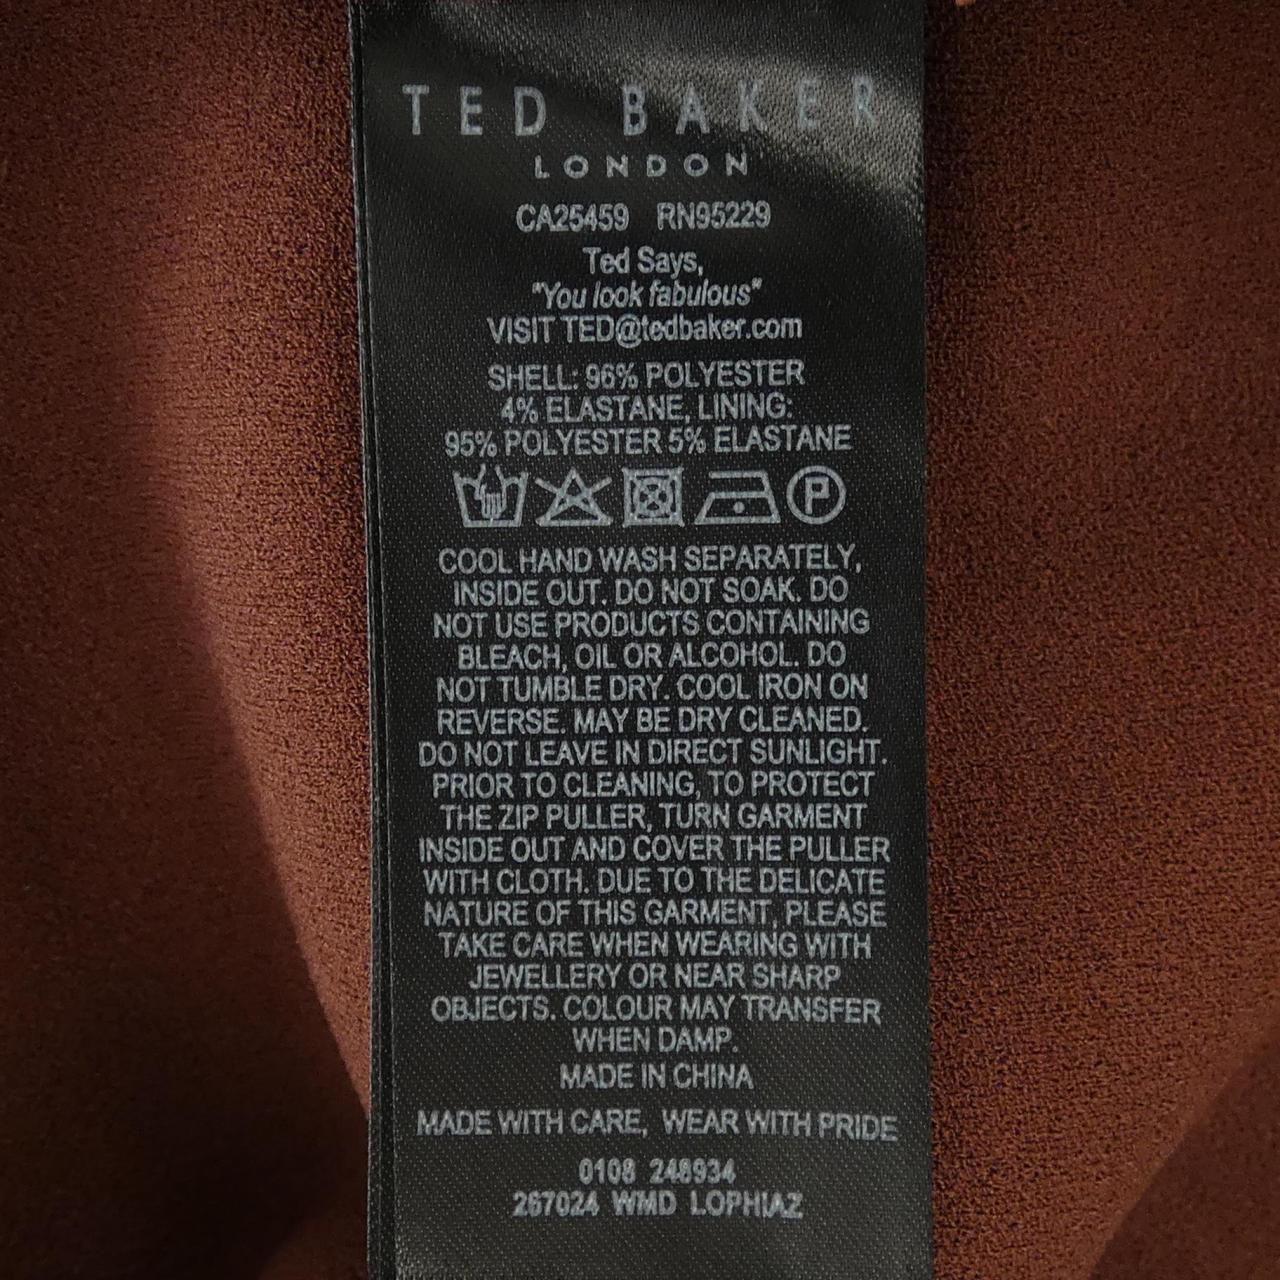 TED BAKER
LONDON
CA25459 RN95229
Ted Says,
"You look fabulous"
VISIT TED@tedbaker.com
SHELL: 96% POLYESTER
4% ELASTANE, LINING:
95% POLYESTER 5% ELASTANE
P
COOL HAND WASH SEPARATELY,
INSIDE OUT. DO NOT SOAK. DO
NOT USE PRODUCTS CONTAINING
BLEACH, OIL OR ALCOHOL. DO
NOT TUMBLE DRY. COOL IRON ON
REVERSE. MAY BE DRY CLEANED.
DO NOT LEAVE IN DIRECT SUNLIGHT.
PRIOR TO CLEANING, TO PROTECT
THE ZIP PULLER, TURN GARMENT
INSIDE OUT AND COVER THE PULLER
WITH CLOTH. DUE TO THE DELICATE
NATURE OF THIS GARMENT, PLEASE
TAKE CARE WHEN WEARING WITH
JEWELLERY OR NEAR SHARP
OBJECTS. COLOUR MAY TRANSFER
WHEN DAMP.
MADE IN CHINA
MADE WITH CARE, WEAR WITH PRIDE
0108 248934
267024 WMD LOPHIAZ